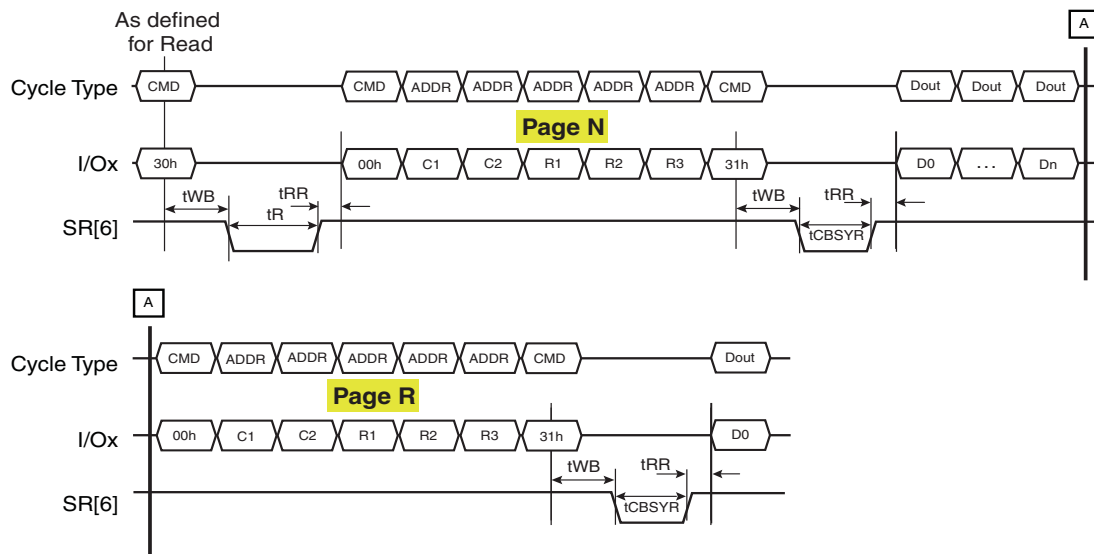 As defined
for Read
A
Cycle Type CMD CMD ADDR ADDR ADDR ADDR ADDR CMD Dout Dout Dout
Page N
I/Ox 30h 00h C1 C2 R1 R2 R3 31h D0 ... Dn
tWB tR tRR tWB tCBSYR tRR
SR[6]
A
Cycle Type CMD ADDR ADDR ADDR ADDR ADDR CMD Dout
Page R
I/Ox 00h C1 C2 R1 R2 R3 31h D0
tWB tCBSYR tRR
SR[6]